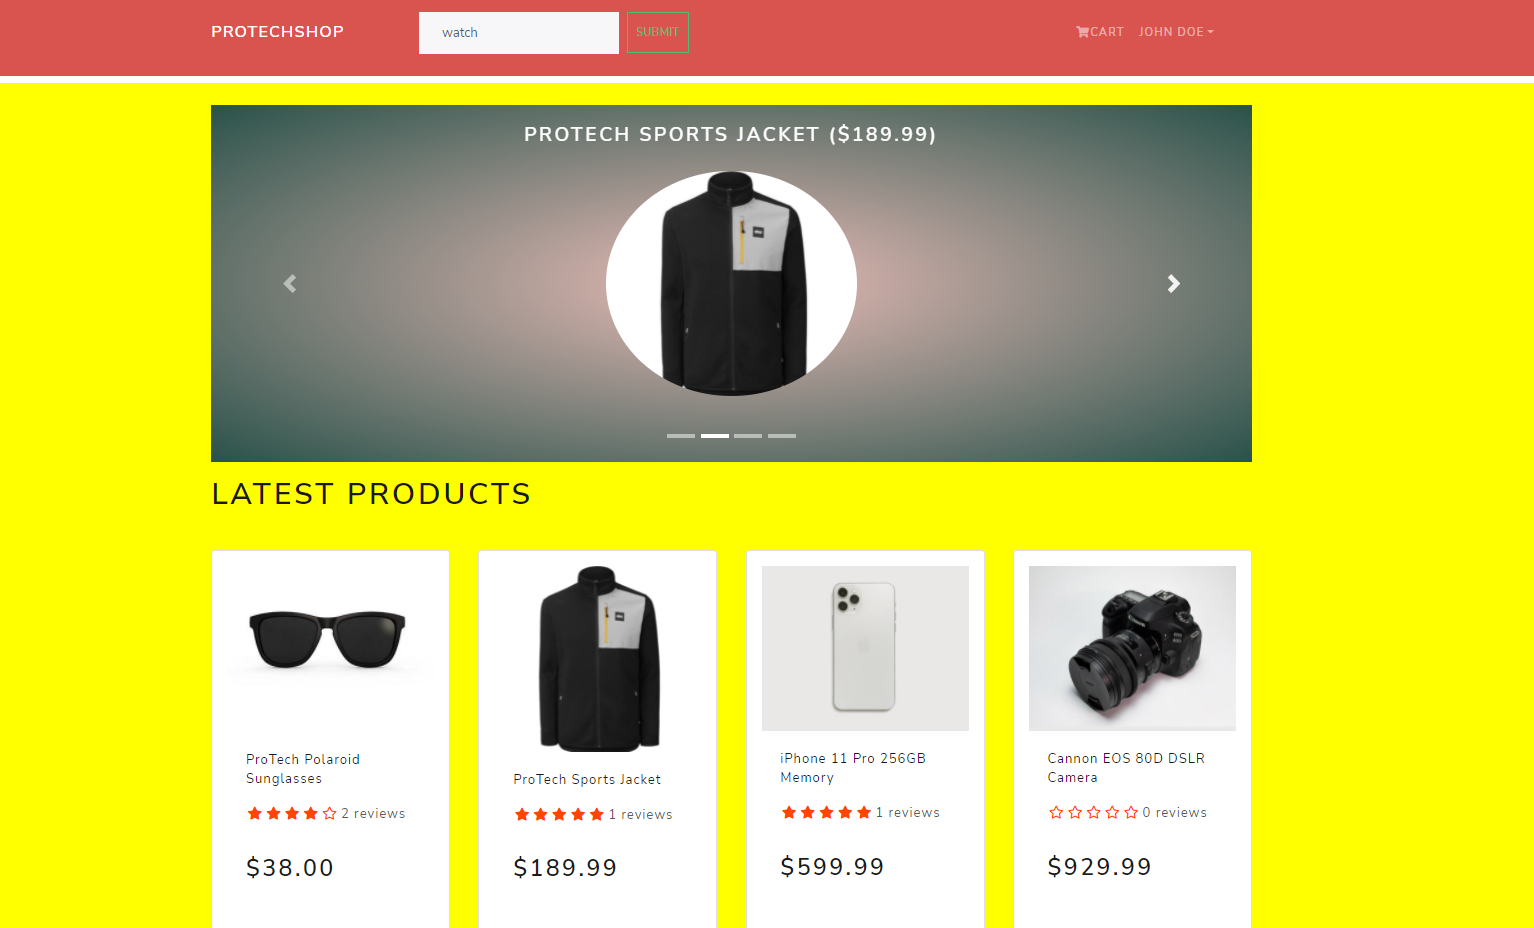 PROTECHSHOP
watch
SUBMIT
CART
JOHN DOE
PROTECH SPORTS JACKET ($189.99)
LATEST PRODUCTS
ProTech Polaroid
Sunglasses
2 reviews
$38.00
ProTech Sports Jacket
1 reviews
$189.99
iPhone 11 Pro 256GB
Memory
1 reviews
$599.99
Cannon EOS 80D DSLR
Camera
0 reviews
$929.99